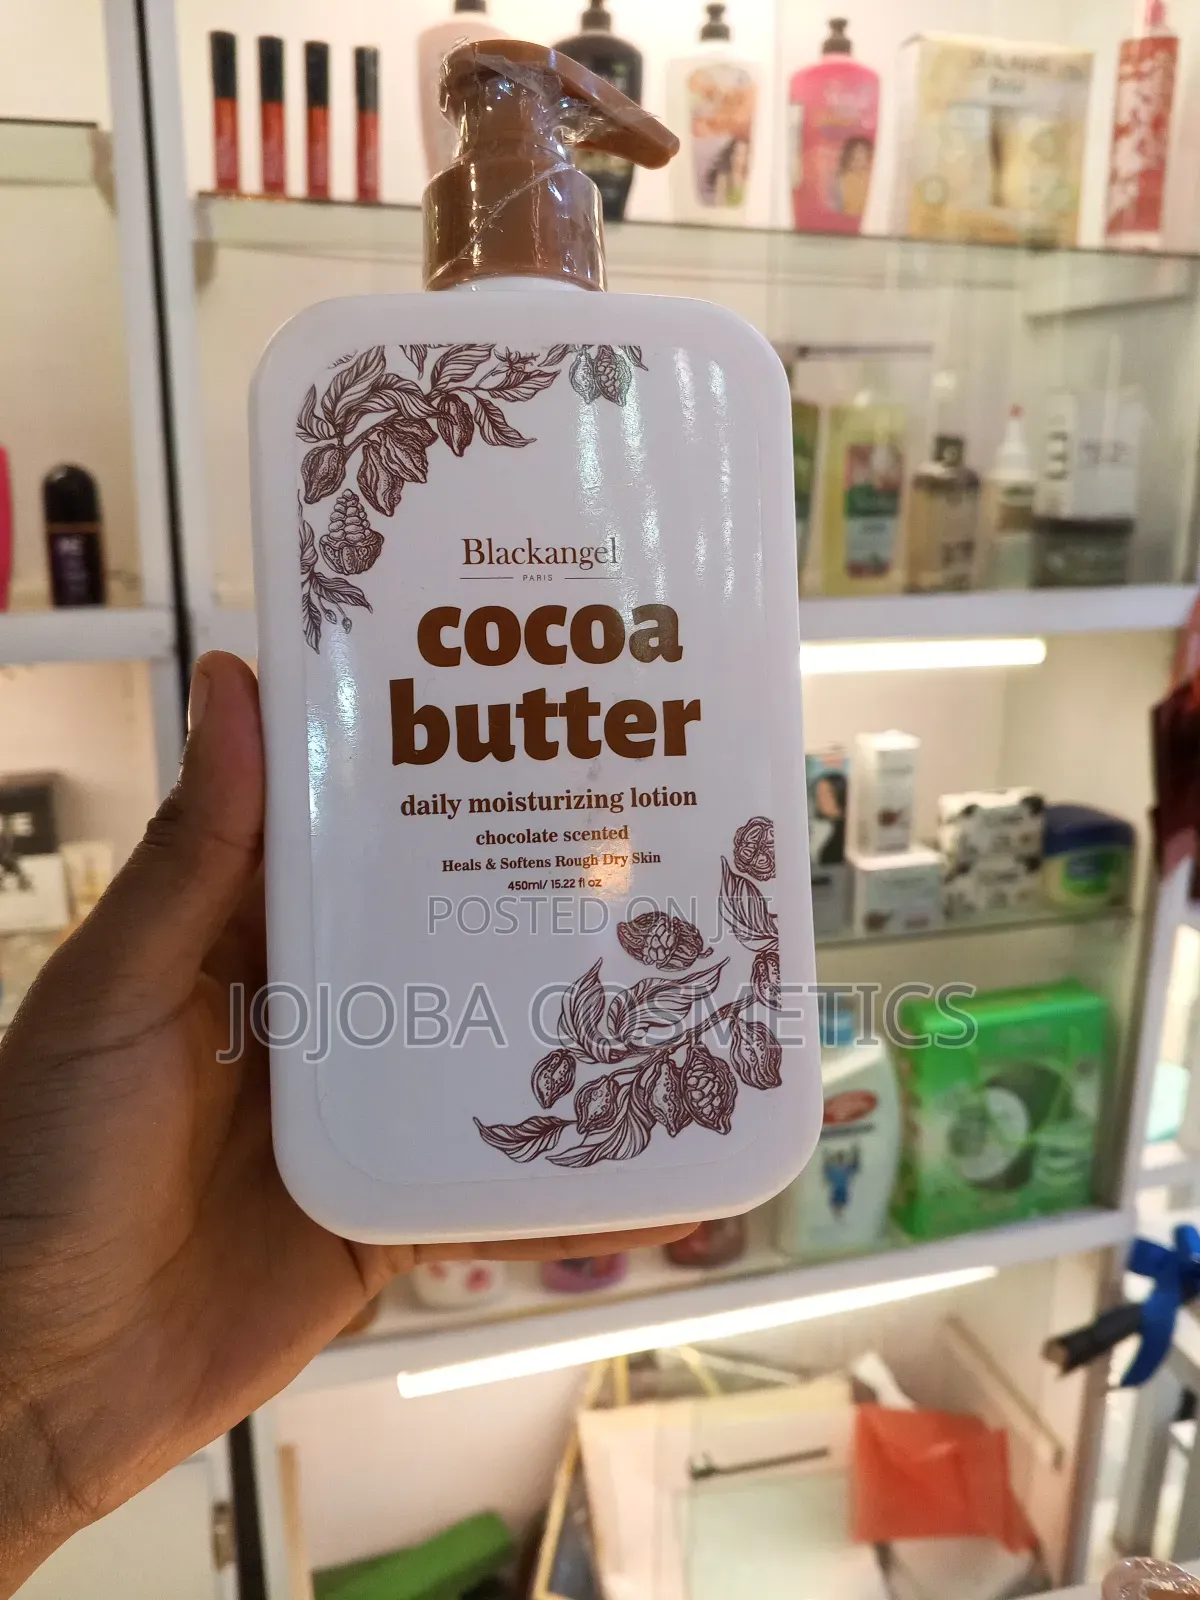 Blackangel
PARIS
cocoa
butter
daily moisturizing lotion
chocolate scented
Heals & Softens Rough Dry Skin
450ml/ 15.22 fl oz
POSTED ON JIJI
JOJOBA COSMETICS